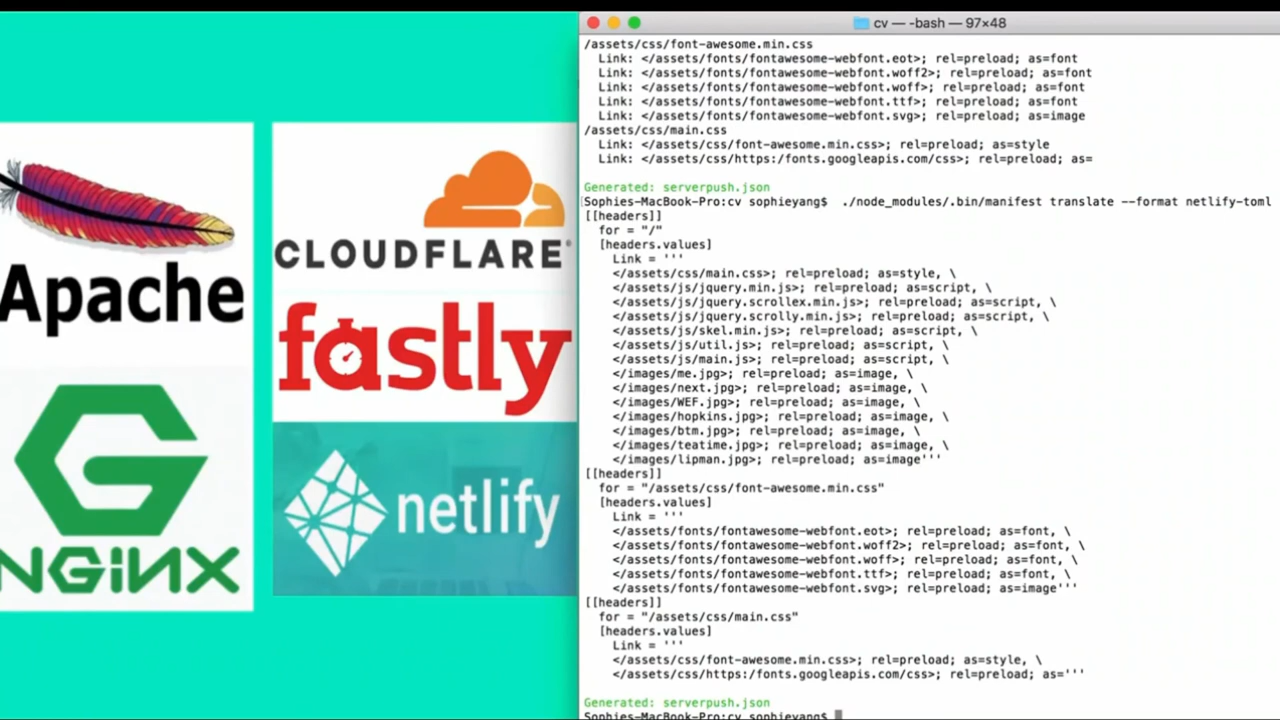 Apache
NGiNX
CLOUDFLARE
fastly
netlify
cv — -bash — 97×48
/assets/css/font-awesome.min.css
Link: </assets/fonts/fontawesome-webfont.eot>; rel=preload; as=font
Link: </assets/fonts/fontawesome-webfont.woff2>; rel=preload; as=font
Link: </assets/fonts/fontawesome-webfont.woff>; rel=preload; as=font
Link: </assets/fonts/fontawesome-webfont.ttf>; rel=preload; as=font
Link: </assets/fonts/fontawesome-webfont.svg>; rel=preload; as=image
/assets/css/main.css
Link: </assets/css/font-awesome.min.css>; rel=preload; as=style
Link: </assets/css/https:/fonts.googleapis.com/css>; rel=preload; as=
Generated: serverpush.json
Sophies-MacBook-Pro:cv sophieyang$ ./node_modules/.bin/manifest translate --format netlify-toml
[[headers]]
for = "/"
[headers.values]
Link = '''
</assets/css/main.css>; rel=preload; as=style, \
</assets/js/jquery.min.js>; rel=preload; as=script, \
</assets/js/jquery.scrollex.min.js>; rel=preload; as=script, \
</assets/js/jquery.scrolly.min.js>; rel=preload; as=script, \
</assets/js/skel.min.js>; rel=preload; as=script, \
</assets/js/util.js>; rel=preload; as=script, \
</assets/js/main.js>; rel=preload; as=script, \
</images/me.jpg>; rel=preload; as=image, \
</images/next.jpg>; rel=preload; as=image, \
</images/WEF.jpg>; rel=preload; as=image, \
</images/hopkins.jpg>; rel=preload; as=image, \
</images/btm.jpg>; rel=preload; as=image, \
</images/teatime.jpg>; rel=preload; as=image, \
</images/lipman.jpg>; rel=preload; as=image'''
[[headers]]
for = "/assets/css/font-awesome.min.css"
[headers.values]
Link = '''
</assets/fonts/fontawesome-webfont.eot>; rel=preload; as=font, \
</assets/fonts/fontawesome-webfont.woff2>; rel=preload; as=font, \
</assets/fonts/fontawesome-webfont.woff>; rel=preload; as=font, \
</assets/fonts/fontawesome-webfont.ttf>; rel=preload; as=font, \
</assets/fonts/fontawesome-webfont.svg>; rel=preload; as=image'''
[[headers]]
for = "/assets/css/main.css"
[headers.values]
Link = '''
</assets/css/font-awesome.min.css>; rel=preload; as=style, \
</assets/css/https:/fonts.googleapis.com/css>; rel=preload; as='''
Generated: serverpush.json
Sophies-MacBook-Pro:cv sophieyang$